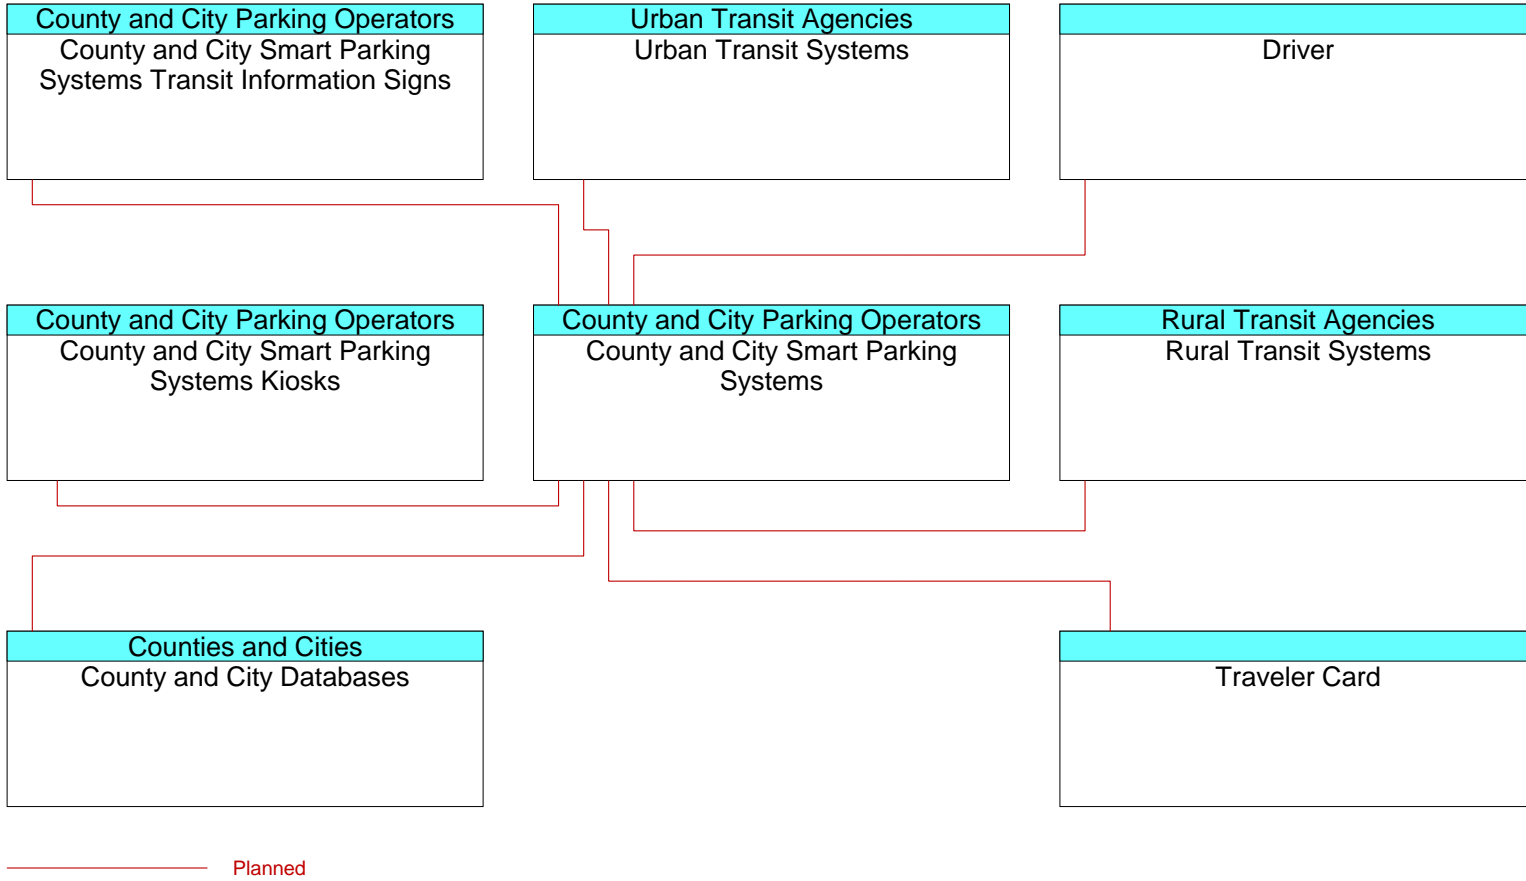 County and City Parking Operators
County and City Smart Parking
Systems Transit Information Signs
Urban Transit Agencies
Urban Transit Systems
Driver
County and City Parking Operators
County and City Smart Parking
Systems Kiosks
County and City Parking Operators
County and City Smart Parking
Systems
Rural Transit Agencies
Rural Transit Systems
Counties and Cities
County and City Databases
Traveler Card
Planned